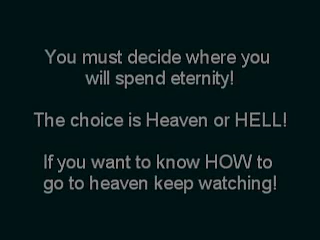 You must decide where you
will spend eternity!
The choice is Heaven or HELL!
If you want to know HOW to
go to heaven keep watching!